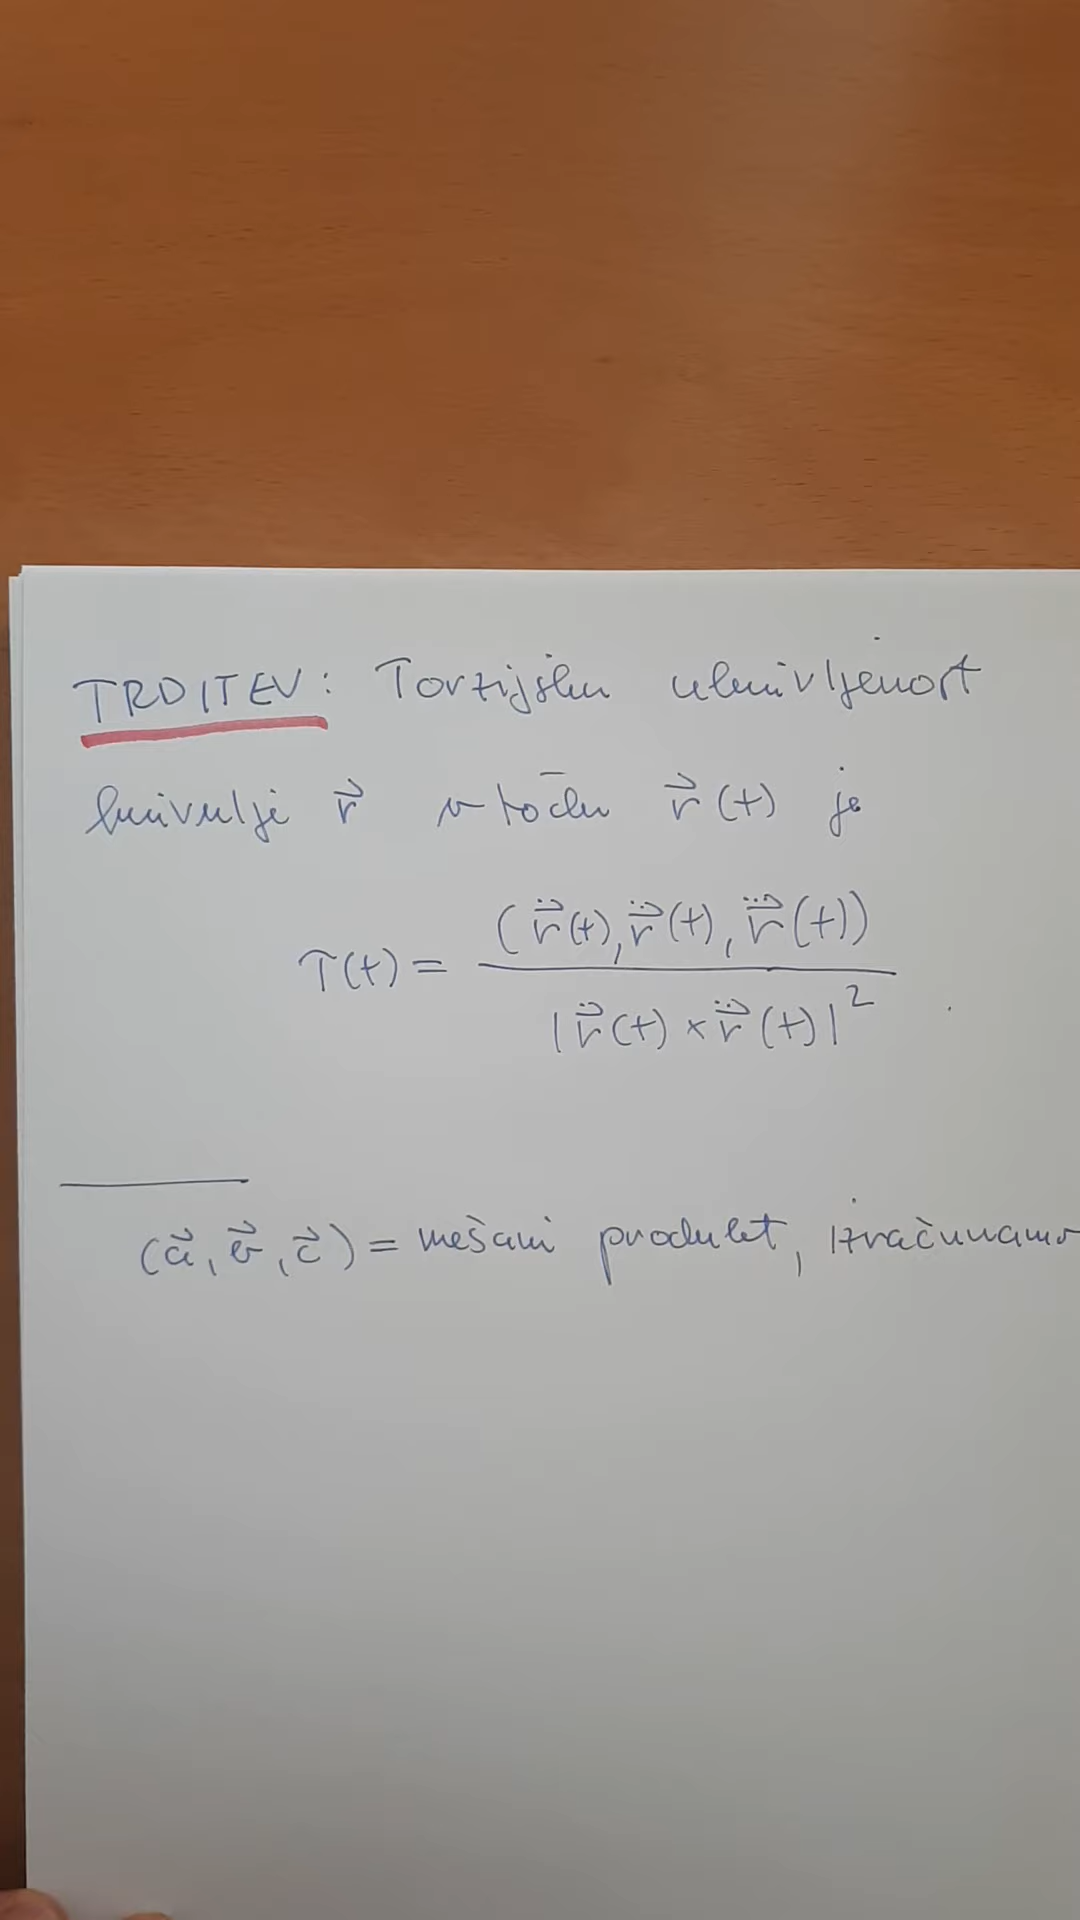 TRDITEV: Torzijska ukrivljenost
krivulje r⃗ v točki r⃗(t) je
τ(t) = (ṙ⃗(t), r̈⃗(t), r⃛⃗(t)) / |ṙ⃗(t) × r̈⃗(t)|²
(a⃗, b⃗, c⃗) = mešani produkt, izračunamo